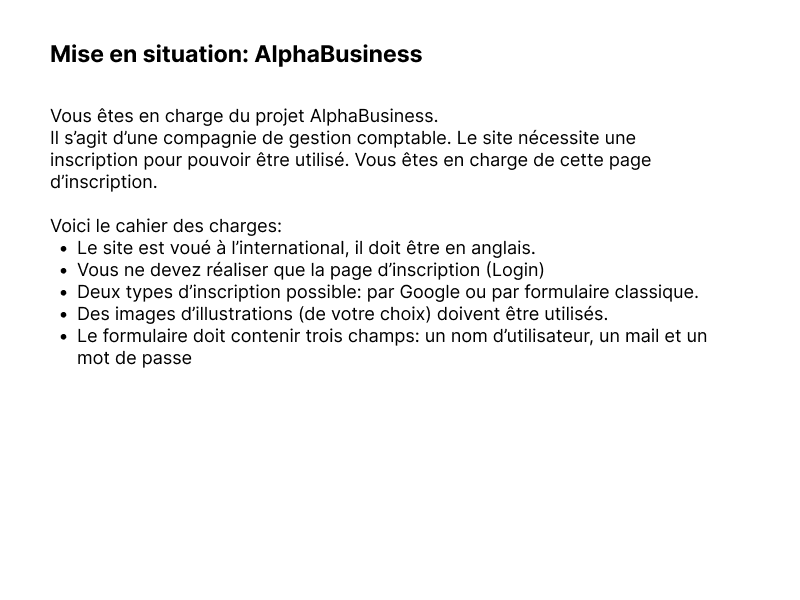 Mise en situation: AlphaBusiness
Vous êtes en charge du projet AlphaBusiness.
Il s’agit d’une compagnie de gestion comptable. Le site nécessite une
inscription pour pouvoir être utilisé. Vous êtes en charge de cette page
d’inscription.
Voici le cahier des charges:
• Le site est voué à l’international, il doit être en anglais.
• Vous ne devez réaliser que la page d’inscription (Login)
• Deux types d’inscription possible: par Google ou par formulaire classique.
• Des images d’illustrations (de votre choix) doivent être utilisés.
• Le formulaire doit contenir trois champs: un nom d’utilisateur, un mail et un
mot de passe